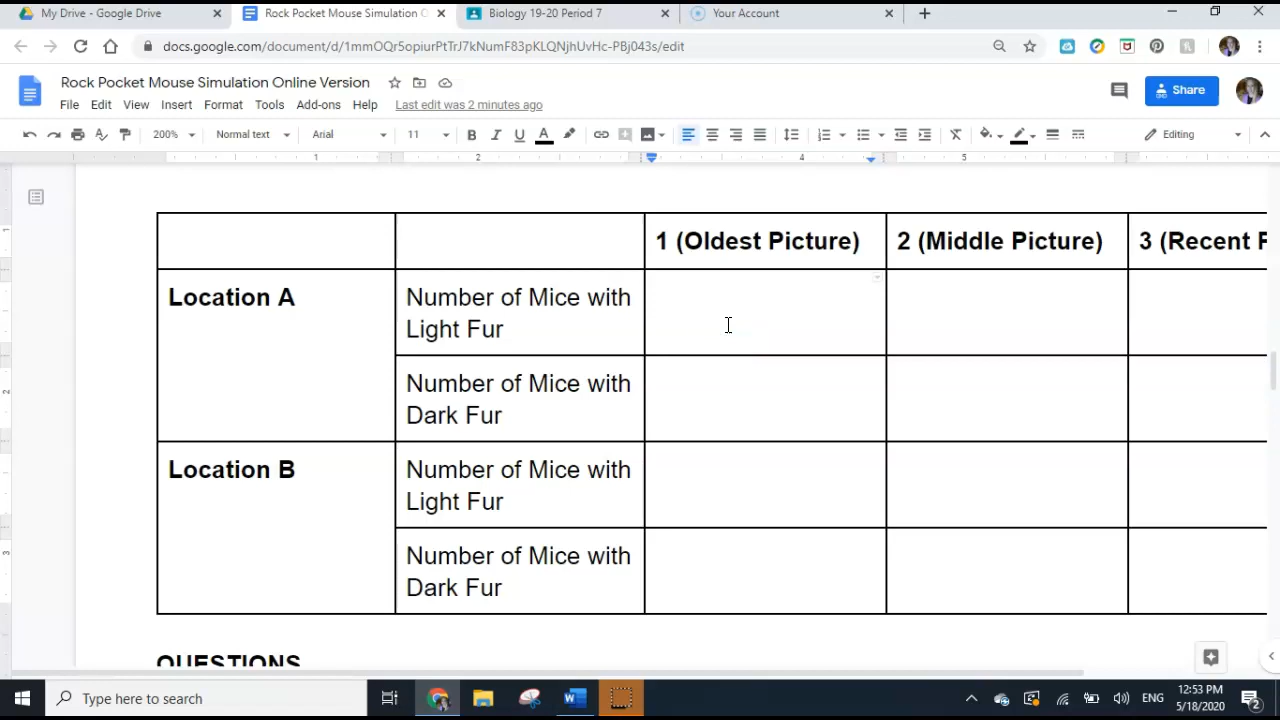 My Drive - Google Drive
Rock Pocket Mouse Simulation O
Biology 19-20 Period 7
Your Account
docs.google.com/document/d/1mmOQr5opiurPtTrJ7kNumF83pKLQNjhUvHc-PBj043s/edit
Rock Pocket Mouse Simulation Online Version
File Edit View Insert Format Tools Add-ons Help Last edit was 2 minutes ago
Share
200% Normal text Arial 11 B I U A Editing
1 2 4 5
1 (Oldest Picture) 2 (Middle Picture) 3 (Recent P
Location A Number of Mice with
Light Fur
Number of Mice with
Dark Fur
Location B Number of Mice with
Light Fur
Number of Mice with
Dark Fur
QUESTIONS
Type here to search
ENG
12:53 PM
5/18/2020
2